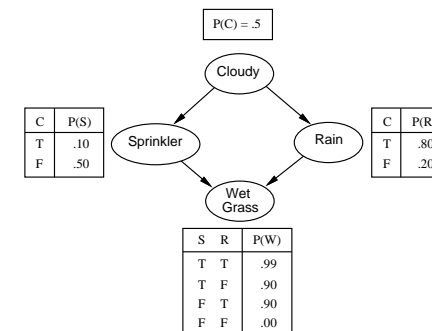 P(C) = .5
Cloudy
C P(S)
T .10
F .50
Sprinkler
Rain
C P(R
T .80
F .20
Wet
Grass
S R P(W)
T T .99
T F .90
F T .90
F F .00